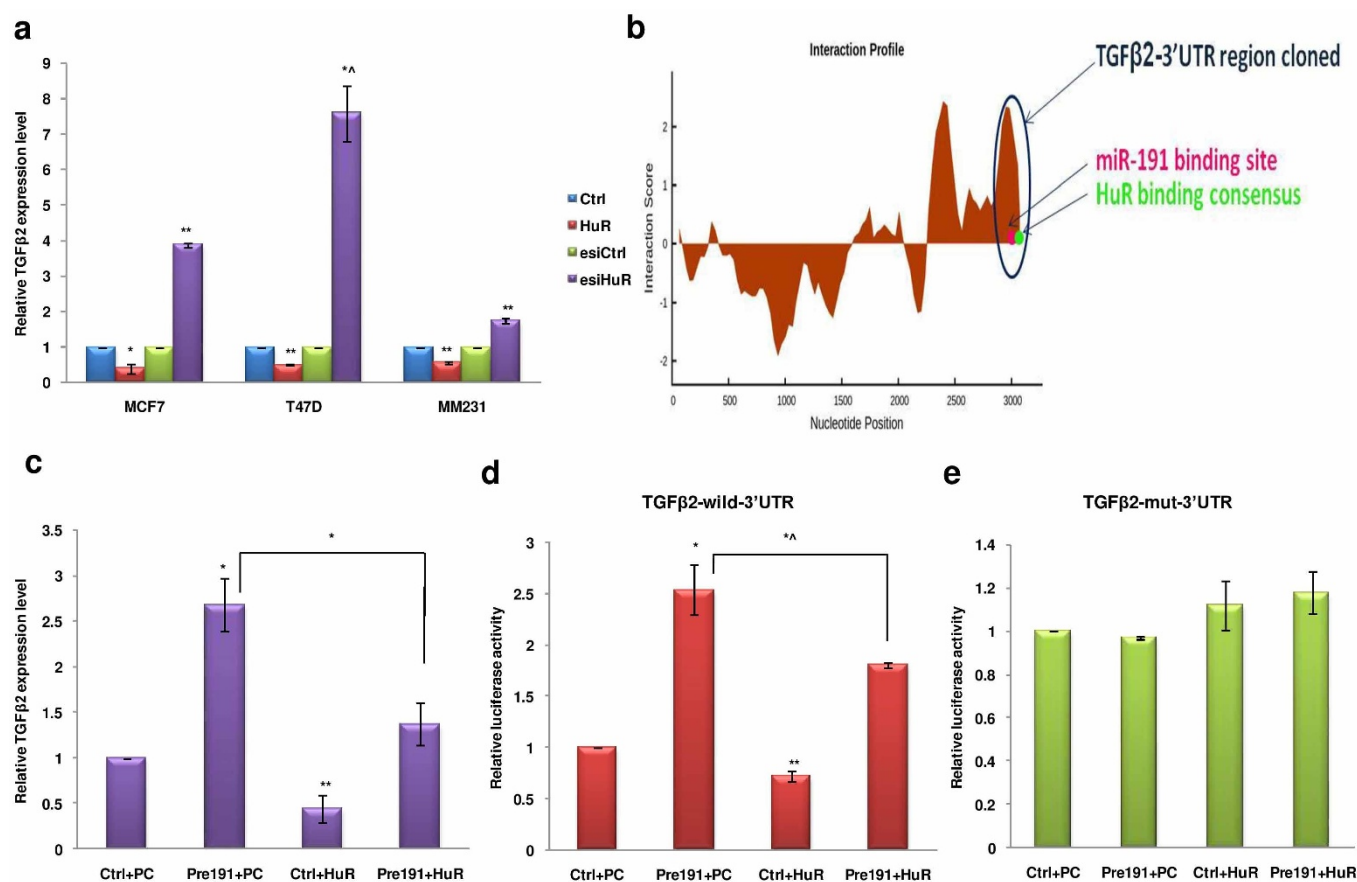 a
Relative TGFβ2 expression level
9
8
7
6
5
4
3
2
1
0
*
**
**
*^
**
**
MCF7
T47D
MM231
Ctrl
HuR
esiCtrl
esiHuR
b
Interaction Profile
Interaction Score
2
1
0
-1
-2
0
500
1000
1500
2000
2500
3000
Nucleotide Position
TGFβ2-3’UTR region cloned
miR-191 binding site
HuR binding consensus
c
Relative TGFβ2 expression level
3.5
3
2.5
2
1.5
1
0.5
0
*
*
**
Ctrl+PC
Pre191+PC
Ctrl+HuR
Pre191+HuR
d
TGFβ2-wild-3’UTR
Relative luciferase activity
3
2.5
2
1.5
1
0.5
0
*
*^
**
Ctrl+PC
Pre191+PC
Ctrl+HuR
Pre191+HuR
e
TGFβ2-mut-3’UTR
Relative luciferase activity
1.4
1.2
1
0.8
0.6
0.4
0.2
0
Ctrl+PC
Pre191+PC
Ctrl+HuR
Pre191+HuR